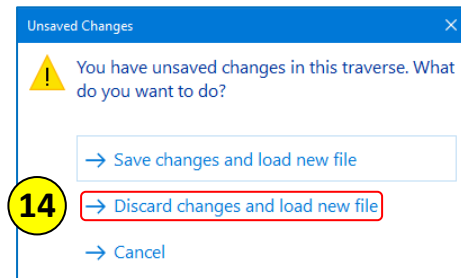 Unsaved Changes
You have unsaved changes in this traverse. What
do you want to do?
→ Save changes and load new file
14
→ Discard changes and load new file
→ Cancel